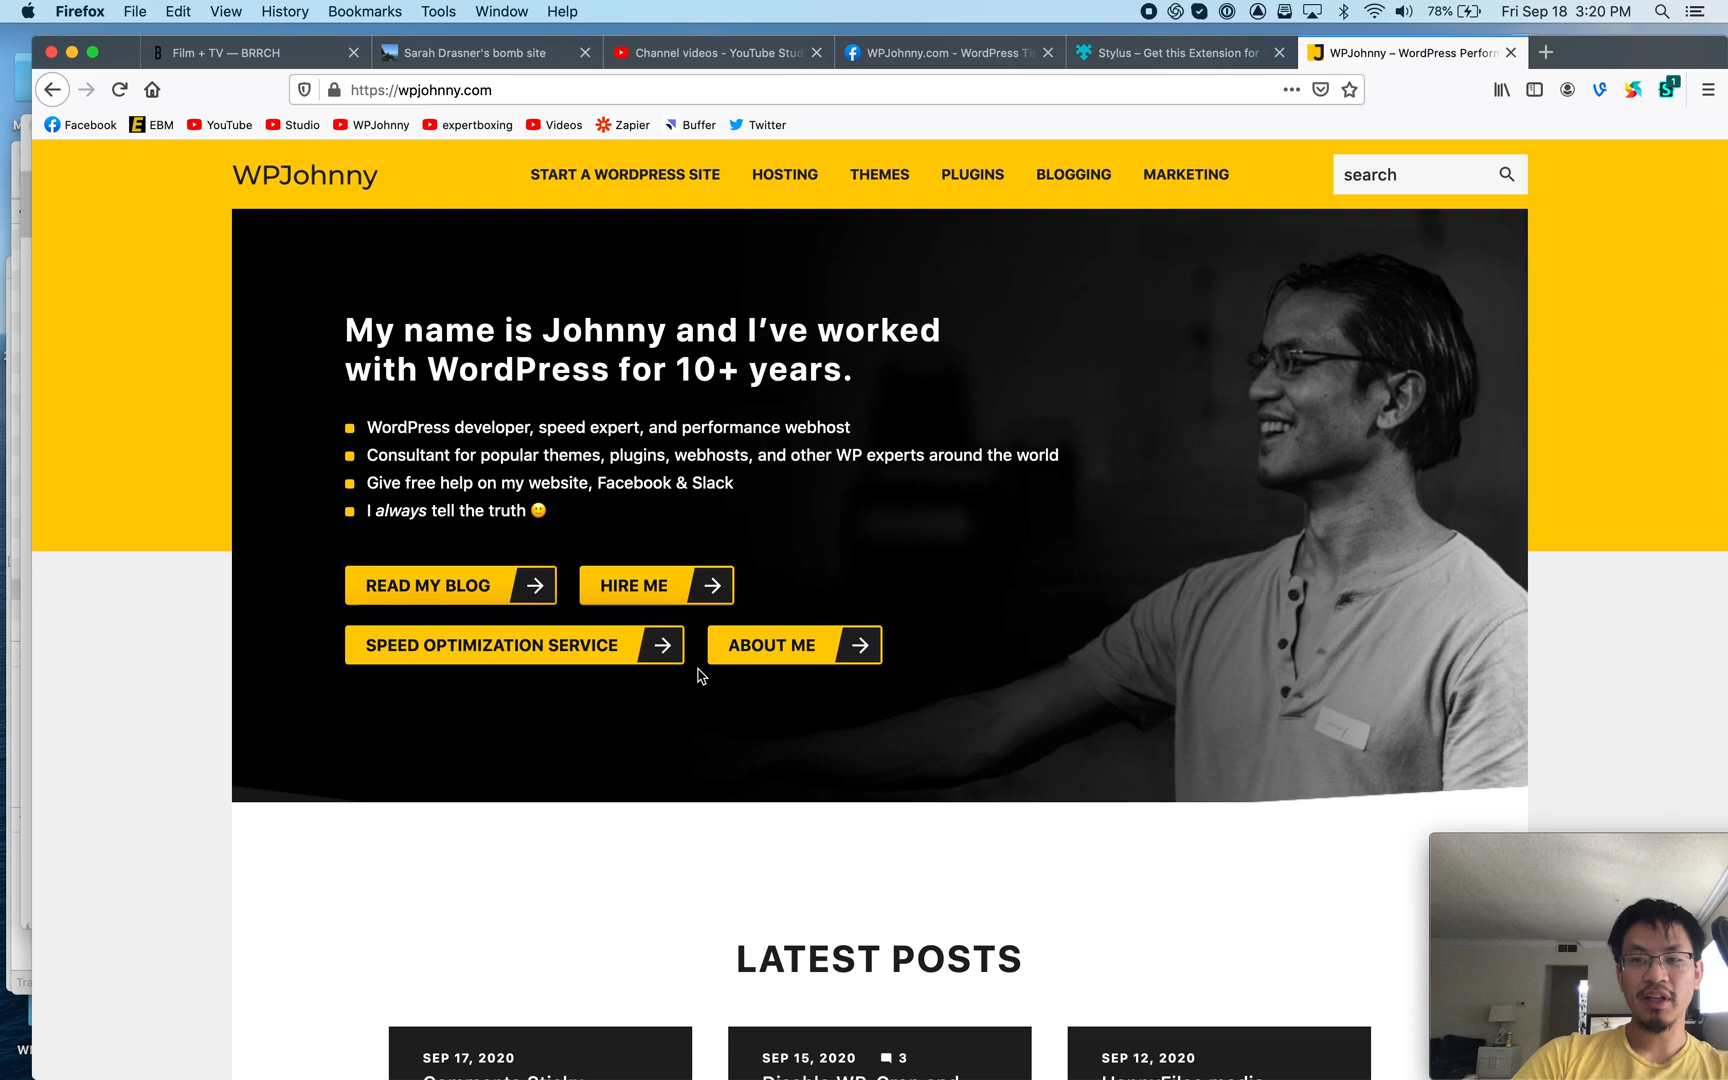 Firefox File Edit View History Bookmarks Tools Window Help 78% Fri Sep 18 3:20 PM
Film + TV — BRRCH Sarah Drasner's bomb site Channel videos - YouTube Stud WPJohnny.com - WordPress Ti Stylus – Get this Extension for WPJohnny – WordPress Perforn
https://wpjohnny.com
Facebook EBM YouTube Studio WPJohnny expertboxing Videos Zapier Buffer Twitter
WPJohnny START A WORDPRESS SITE HOSTING THEMES PLUGINS BLOGGING MARKETING search
My name is Johnny and I’ve worked
with WordPress for 10+ years.
WordPress developer, speed expert, and performance webhost
Consultant for popular themes, plugins, webhosts, and other WP experts around the world
Give free help on my website, Facebook & Slack
I always tell the truth 🙂
READ MY BLOG → HIRE ME →
SPEED OPTIMIZATION SERVICE → ABOUT ME →
LATEST POSTS
SEP 17, 2020 SEP 15, 2020 3 SEP 12, 2020